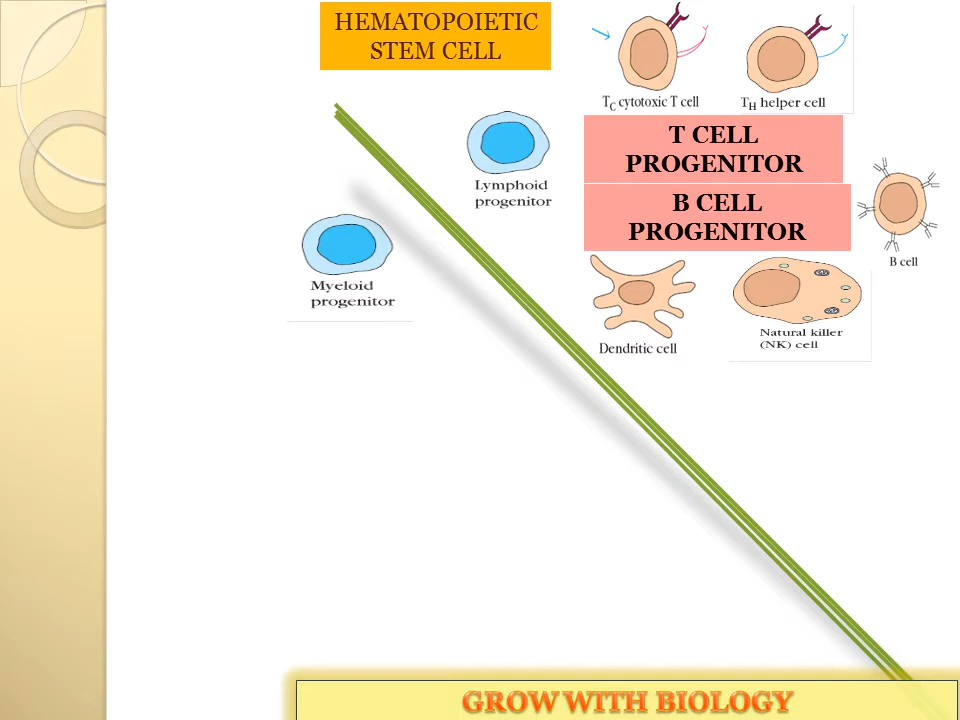 HEMATOPOIETIC
STEM CELL
TC cytotoxic T cell
TH helper cell
T CELL
PROGENITOR
Lymphoid
progenitor
B CELL
PROGENITOR
B cell
Myeloid
progenitor
Dendritic cell
Natural killer
(NK) cell
GROW WITH BIOLOGY